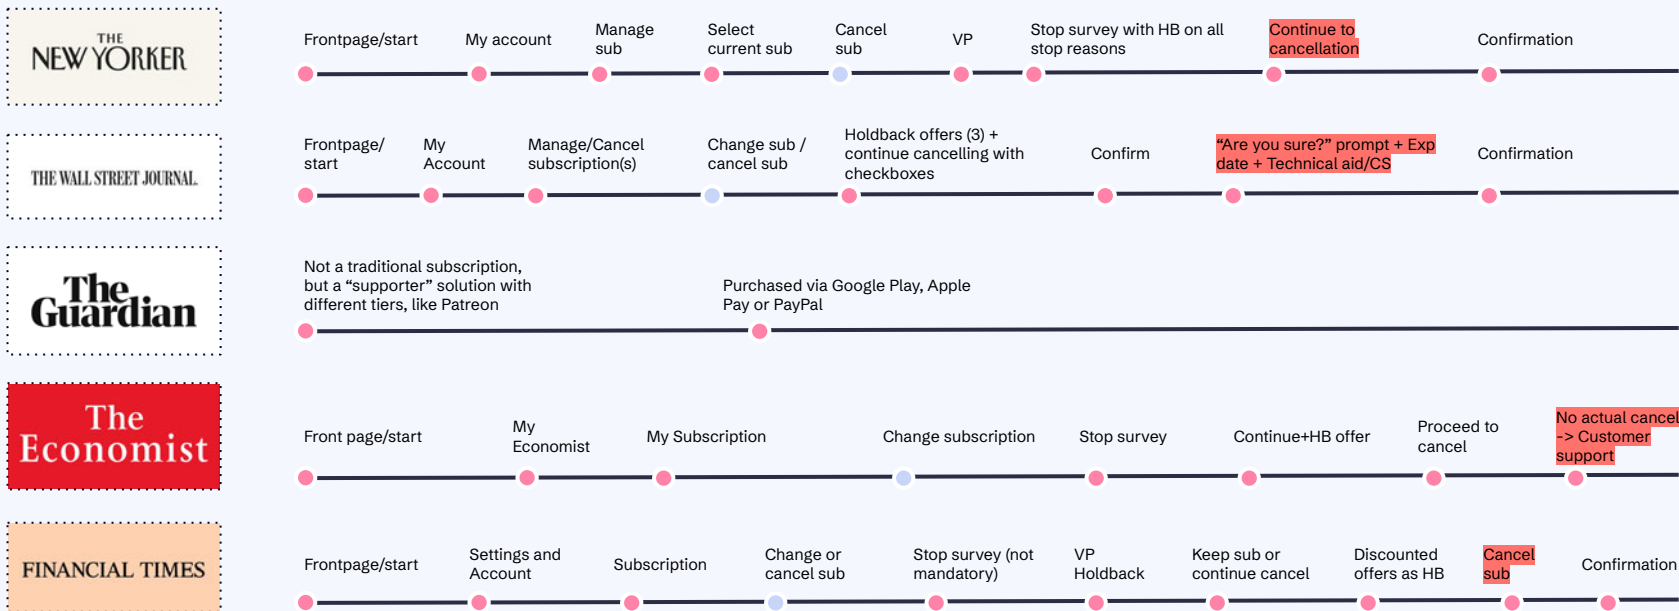 THE
NEW YORKER
Frontpage/start
My account
Manage
sub
Select
current sub
Cancel
sub
VP
Stop survey with HB on all
stop reasons
Continue to
cancellation
Confirmation
THE WALL STREET JOURNAL.
Frontpage/
start
My
Account
Manage/Cancel
subscription(s)
Change sub /
cancel sub
Holdback offers (3) +
continue cancelling with
checkboxes
Confirm
“Are you sure?” prompt + Exp
date + Technical aid/CS
Confirmation
The
Guardian
Not a traditional subscription,
but a “supporter” solution with
different tiers, like Patreon
Purchased via Google Play, Apple
Pay or PayPal
The
Economist
Front page/start
My
Economist
My Subscription
Change subscription
Stop survey
Continue+HB offer
Proceed to
cancel
No actual cancel
-> Customer
support
FINANCIAL TIMES
Frontpage/start
Settings and
Account
Subscription
Change or
cancel sub
Stop survey (not
mandatory)
VP
Holdback
Keep sub or
continue cancel
Discounted
offers as HB
Cancel
sub
Confirmation